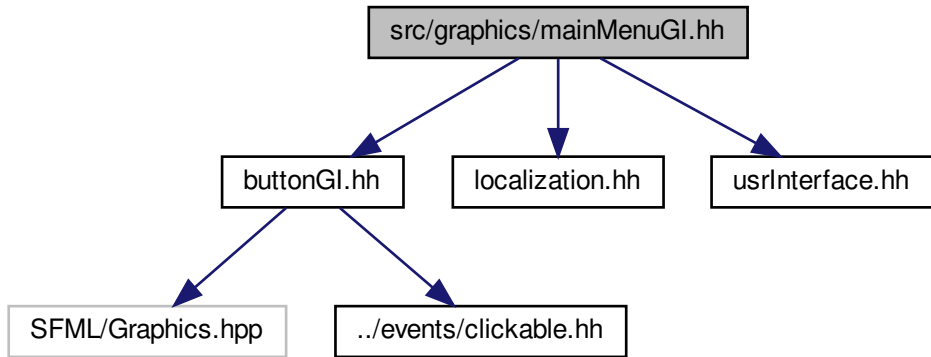 src/graphics/mainMenuGI.hh
buttonGI.hh
localization.hh
usrInterface.hh
SFML/Graphics.hpp
../events/clickable.hh